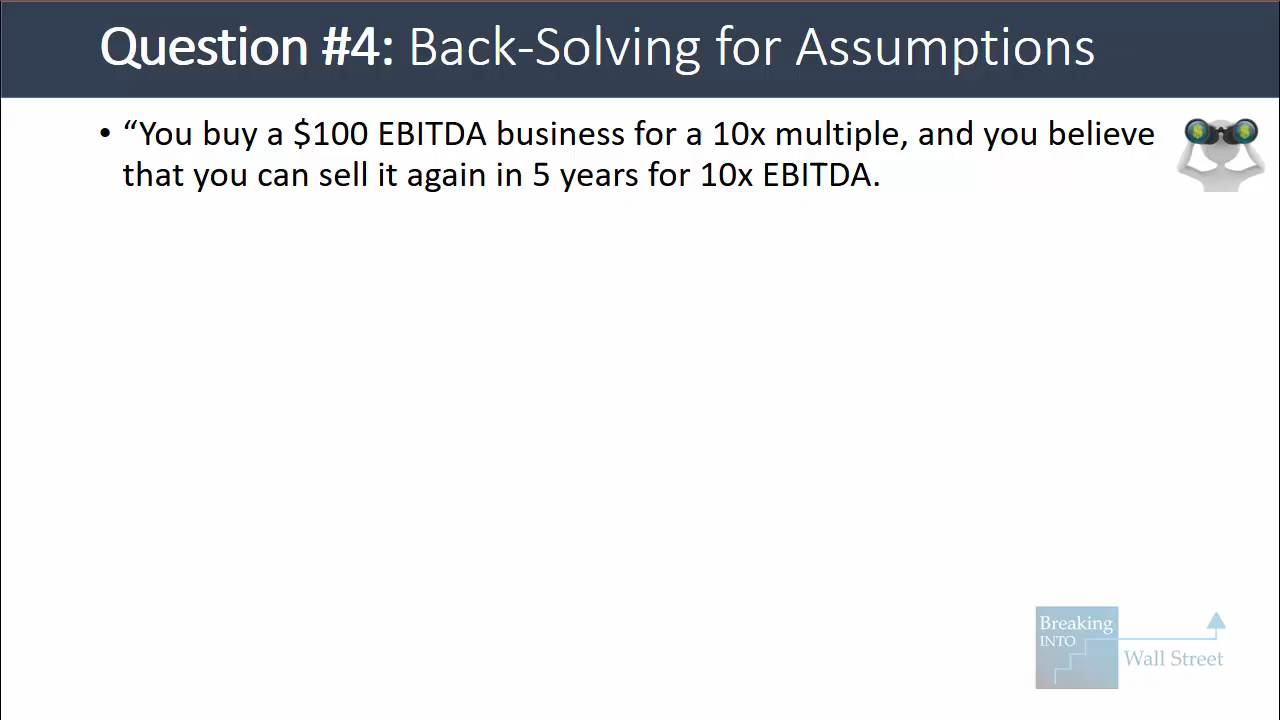 Question #4: Back-Solving for Assumptions
• “You buy a $100 EBITDA business for a 10x multiple, and you believe
that you can sell it again in 5 years for 10x EBITDA.
Breaking
INTO
Wall Street